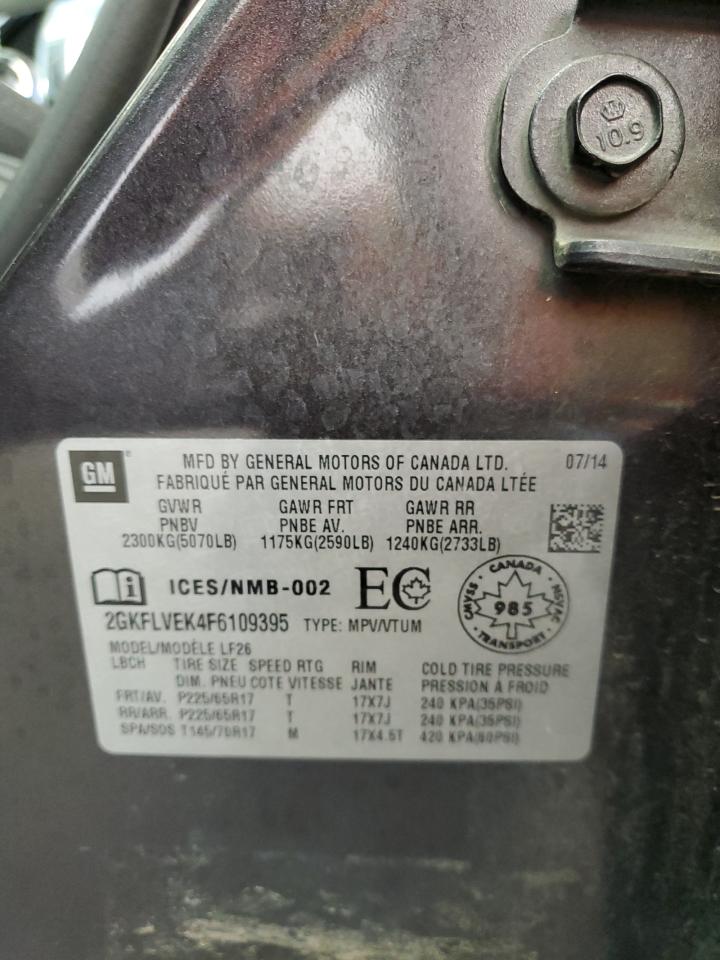 10.9
GM
MFD BY GENERAL MOTORS OF CANADA LTD. 07/14
FABRIQUÉ PAR GENERAL MOTORS DU CANADA LTÉE
GVWR GAWR FRT GAWR RR
PNBV PNBE AV. PNBE ARR.
2300KG(5070LB) 1175KG(2590LB) 1240KG(2733LB)
ICES/NMB-002 EC
CANADA
CMVSS 985 NSVAC
TRANSPORT
2GKFLVEK4F6109395 TYPE: MPV/VTUM
MODEL/MODÈLE LF26
LBCH TIRE SIZE SPEED RTG RIM COLD TIRE PRESSURE
DIM. PNEU COTE VITESSE JANTE PRESSION À FROID
FRT/AV. P225/65R17 T 17X7J 240 KPA(35PSI)
RR/ARR. P225/65R17 T 17X7J 240 KPA(35PSI)
SPA/SDS T145/70R17 M 17X4.5T 420 KPA(60PSI)